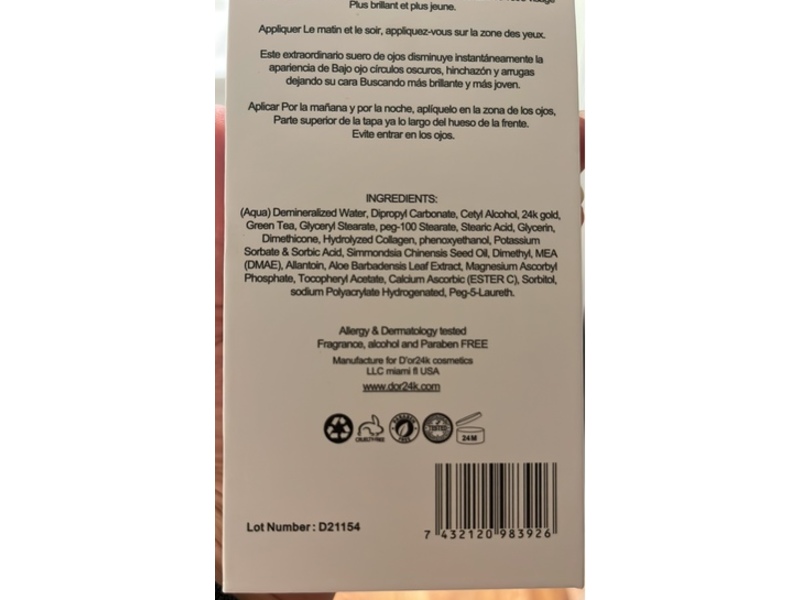 Plus brillant et plus jeune.
Appliquer Le matin et le soir, appliquez-vous sur la zone des yeux.
Este extraordinario suero de ojos disminuye instantáneamente la
apariencia de Bajo ojo círculos oscuros, hinchazón y arrugas
dejando su cara Buscando más brillante y más joven.
Aplicar Por la mañana y por la noche, aplíquelo en la zona de los ojos,
Parte superior de la tapa ya lo largo del hueso de la frente.
Evite entrar en los ojos.
INGREDIENTS:
(Aqua) Demineralized Water, Dipropyl Carbonate, Cetyl Alcohol, 24k gold,
Green Tea, Glyceryl Stearate, peg-100 Stearate, Stearic Acid, Glycerin,
Dimethicone, Hydrolyzed Collagen, phenoxyethanol, Potassium
Sorbate & Sorbic Acid, Simmondsia Chinensis Seed Oil, Dimethyl, MEA
(DMAE), Allantoin, Aloe Barbadensis Leaf Extract, Magnesium Ascorbyl
Phosphate, Tocopheryl Acetate, Calcium Ascorbic (ESTER C), Sorbitol,
sodium Polyacrylate Hydrogenated, Peg-5-Laureth.
Allergy & Dermatology tested
Fragrance, alcohol and Paraben FREE
Manufacture for D'or24k cosmetics
LLC miami fl USA
www.dor24k.com
CRUELTY-FREE
PARABEN FREE
TESTED
24M
Lot Number : D21154
7 432120 983926